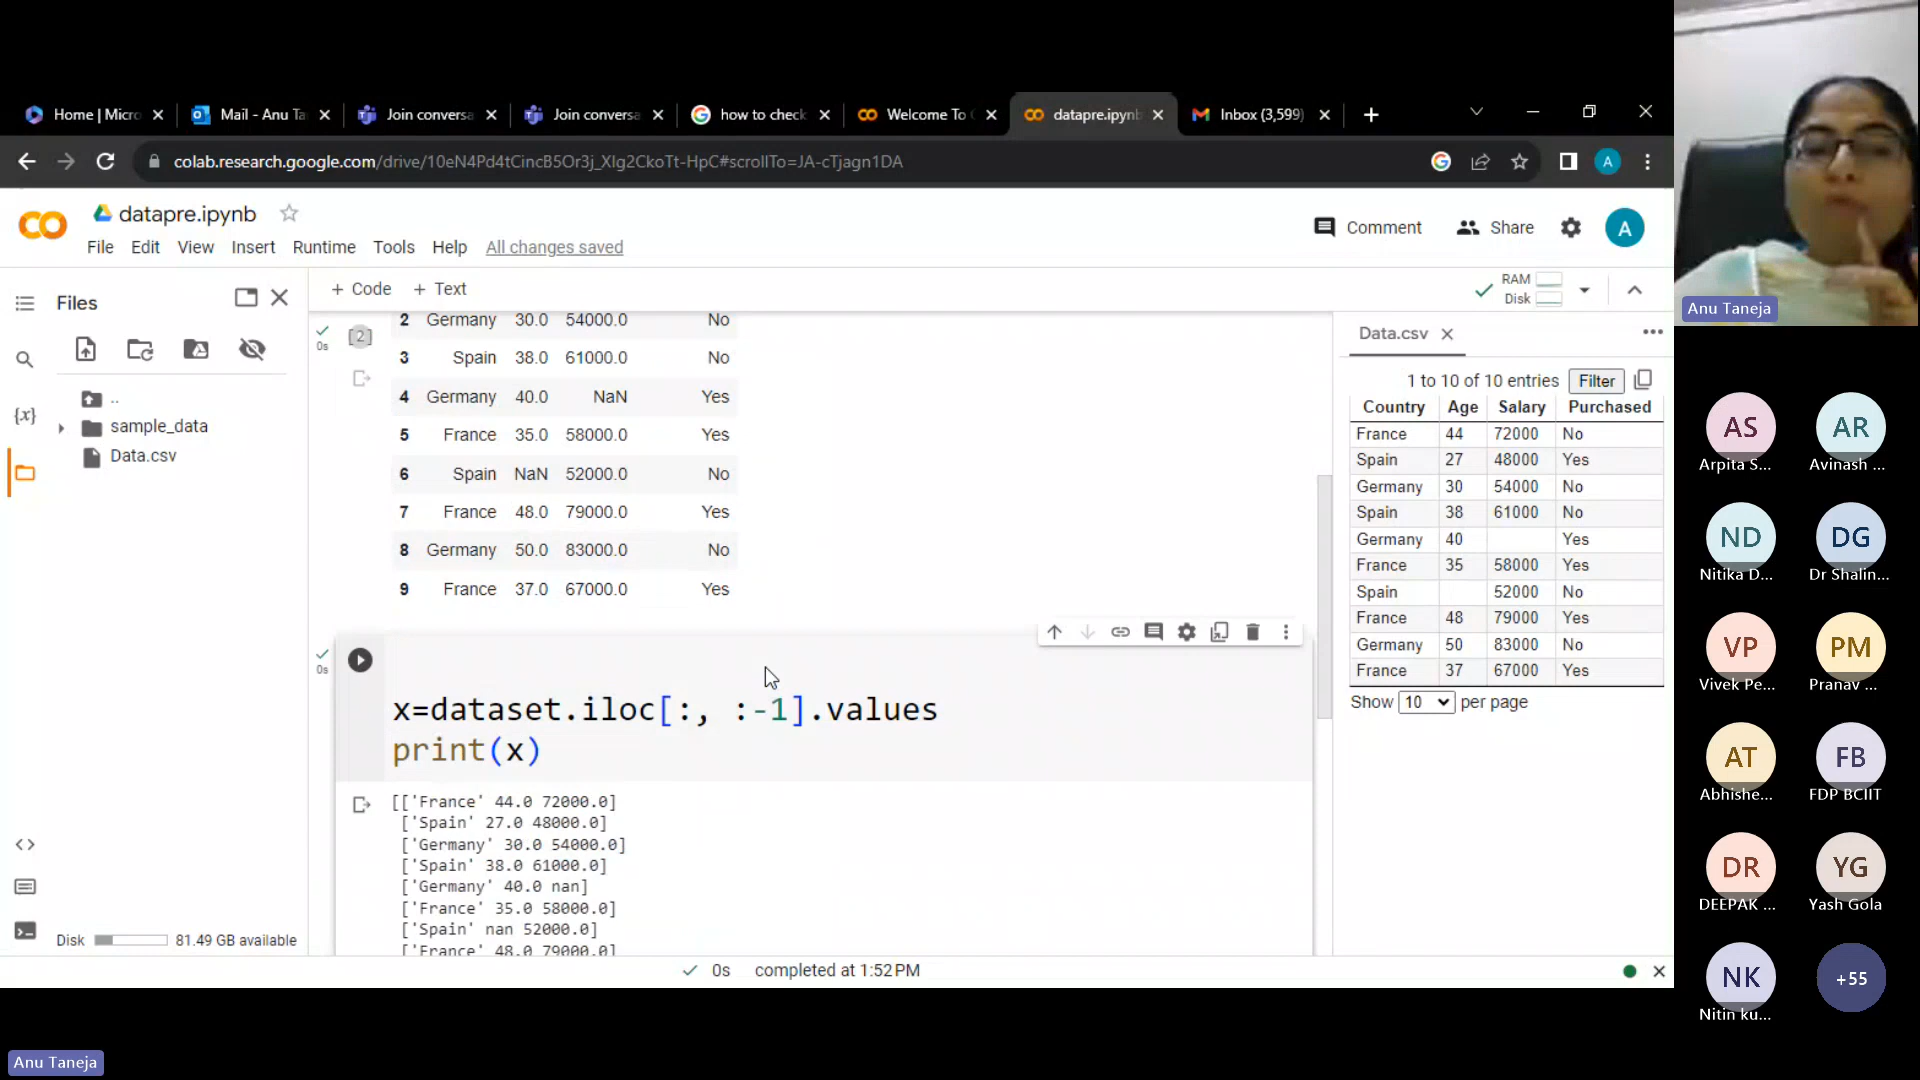 Home | Micro
Mail - Anu Ta
Join conversa
Join conversa
how to check
Welcome To C
datapre.ipynb
Inbox (3,599)
colab.research.google.com/drive/10eN4Pd4tCincB5Or3j_XIg2CkoTt-HpC#scrollTo=JA-cTjagn1DA
A
CO
datapre.ipynb
File Edit View Insert Runtime Tools Help All changes saved
Comment
Share
A
Files
+ Code + Text
RAM
Disk
..
sample_data
Data.csv
{x}
Disk 81.49 GB available
0s
[2]
2 Germany 30.0 54000.0 No
3 Spain 38.0 61000.0 No
4 Germany 40.0 NaN Yes
5 France 35.0 58000.0 Yes
6 Spain NaN 52000.0 No
7 France 48.0 79000.0 Yes
8 Germany 50.0 83000.0 No
9 France 37.0 67000.0 Yes
0s
x=dataset.iloc[:, :-1].values
print(x)
[['France' 44.0 72000.0]
['Spain' 27.0 48000.0]
['Germany' 30.0 54000.0]
['Spain' 38.0 61000.0]
['Germany' 40.0 nan]
['France' 35.0 58000.0]
['Spain' nan 52000.0]
['France' 48.0 79000.0]
0s completed at 1:52 PM
Data.csv
1 to 10 of 10 entries Filter
Country Age Salary Purchased
France 44 72000 No
Spain 27 48000 Yes
Germany 30 54000 No
Spain 38 61000 No
Germany 40 Yes
France 35 58000 Yes
Spain 52000 No
France 48 79000 Yes
Germany 50 83000 No
France 37 67000 Yes
Show 10 per page
Anu Taneja
AS
Arpita S...
AR
Avinash ...
ND
Nitika D...
DG
Dr Shalin...
VP
Vivek Pe...
PM
Pranav ...
AT
Abhishe...
FB
FDP BCIIT
DR
DEEPAK ...
YG
Yash Gola
NK
Nitin ku...
+55
Anu Taneja